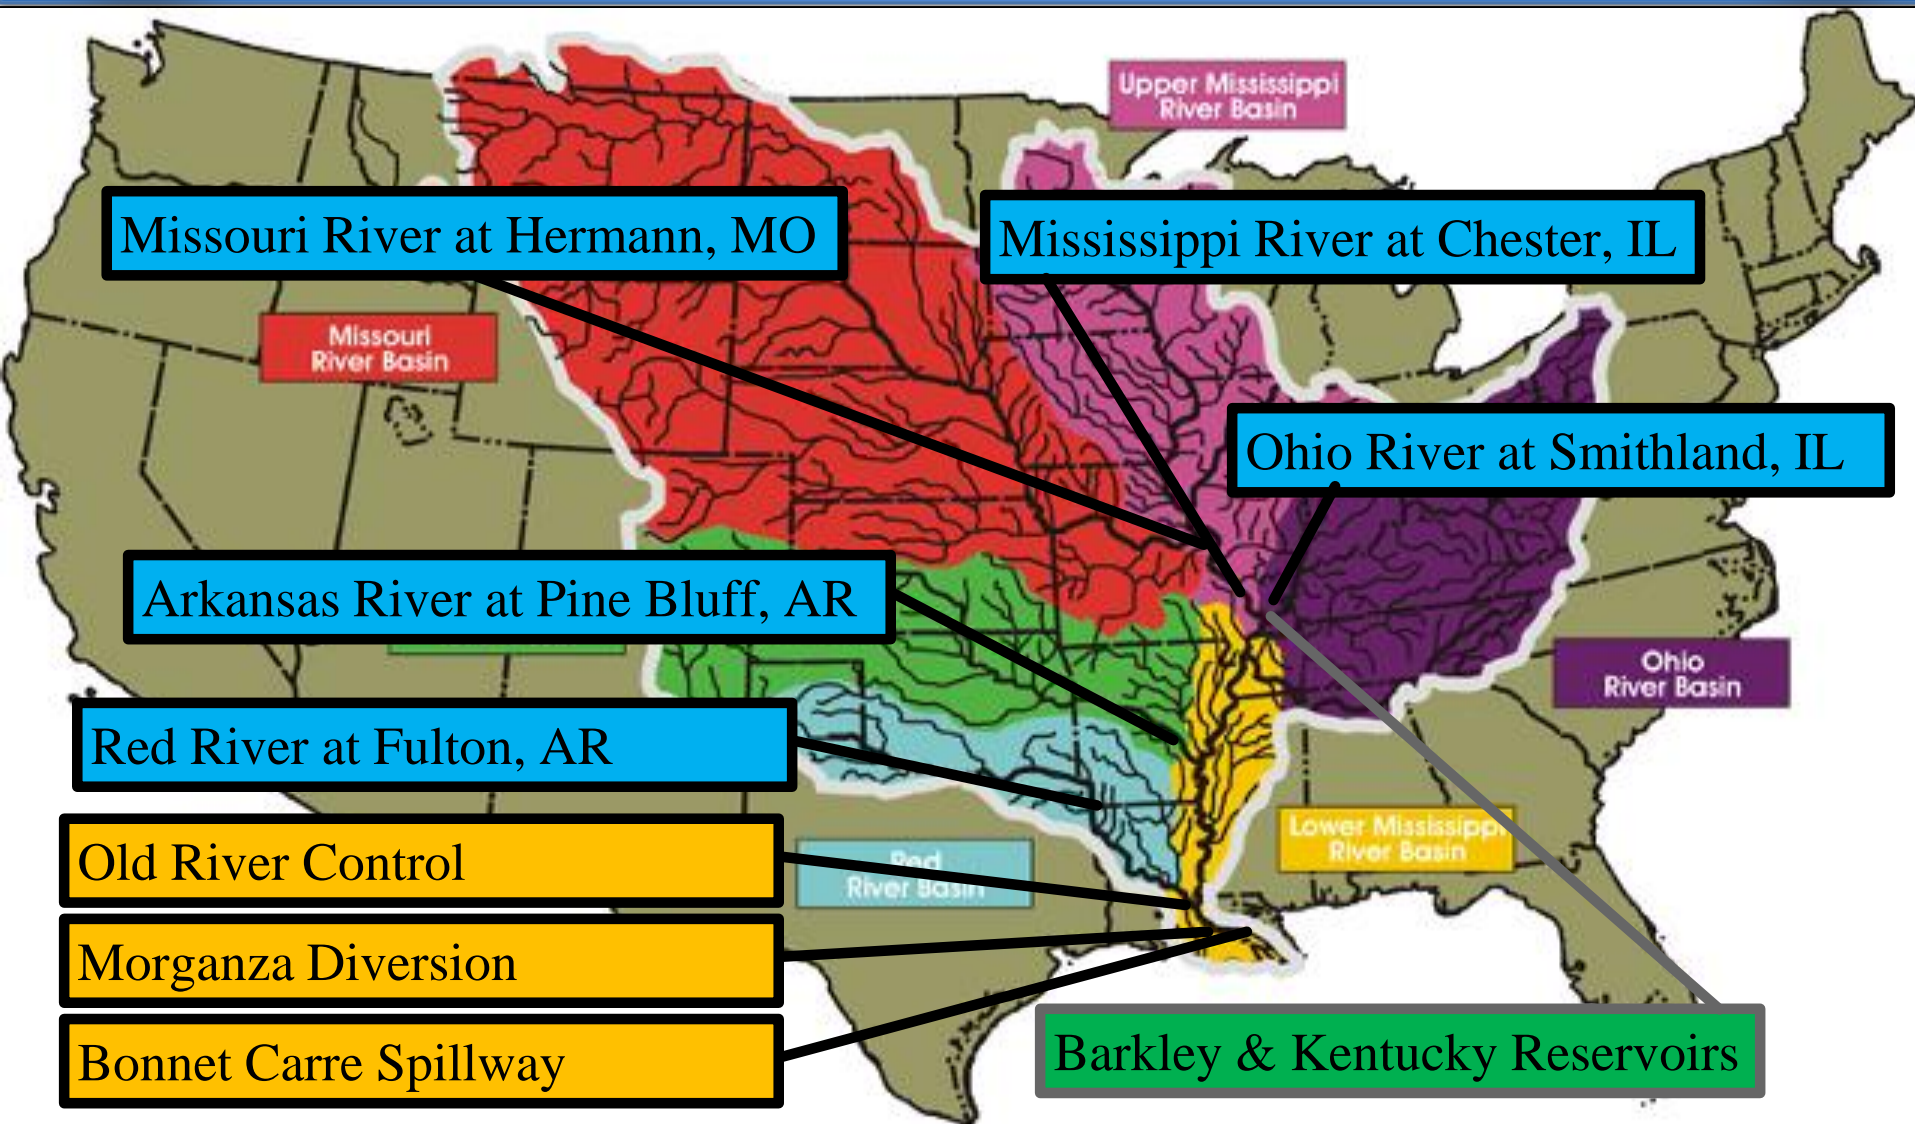 Upper Mississippi
River Basin
Missouri River at Hermann, MO
Mississippi River at Chester, IL
Missouri
River Basin
Ohio River at Smithland, IL
Arkansas River at Pine Bluff, AR
Ohio
River Basin
Red River at Fulton, AR
Lower Mississippi
River Basin
Old River Control
Red
River Basin
Morganza Diversion
Bonnet Carre Spillway
Barkley & Kentucky Reservoirs